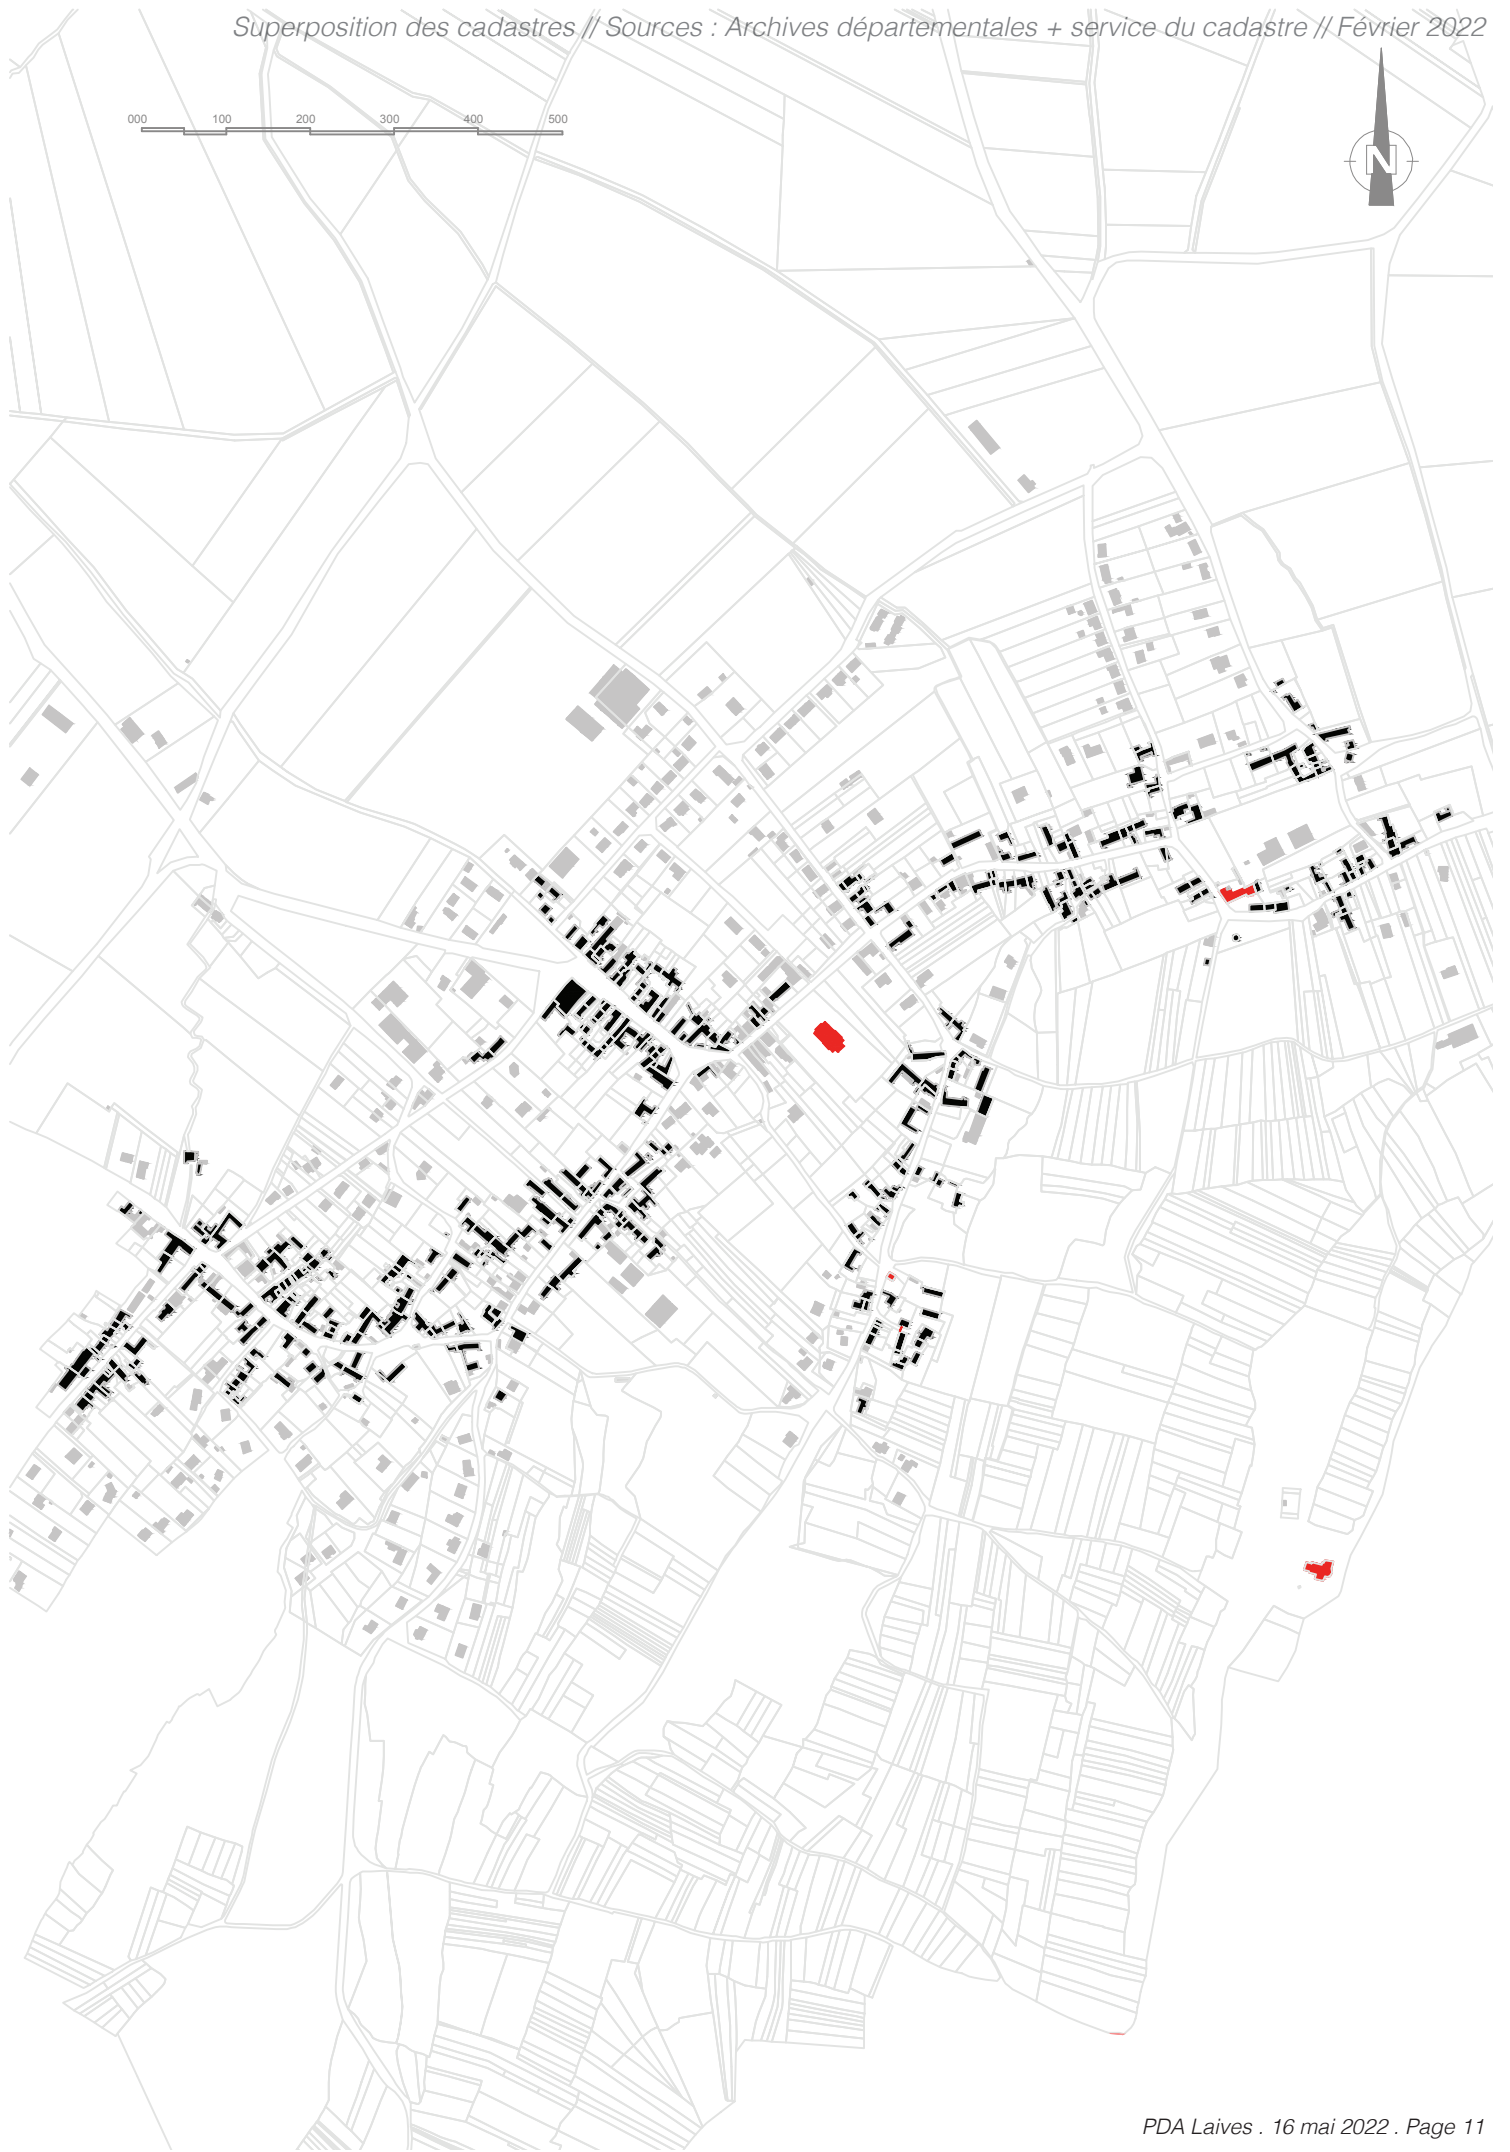 Superposition des cadastres // Sources : Archives départementales + service du cadastre // Février 2022
000 100 200 300 400 500
N
PDA Laives . 16 mai 2022 . Page 11